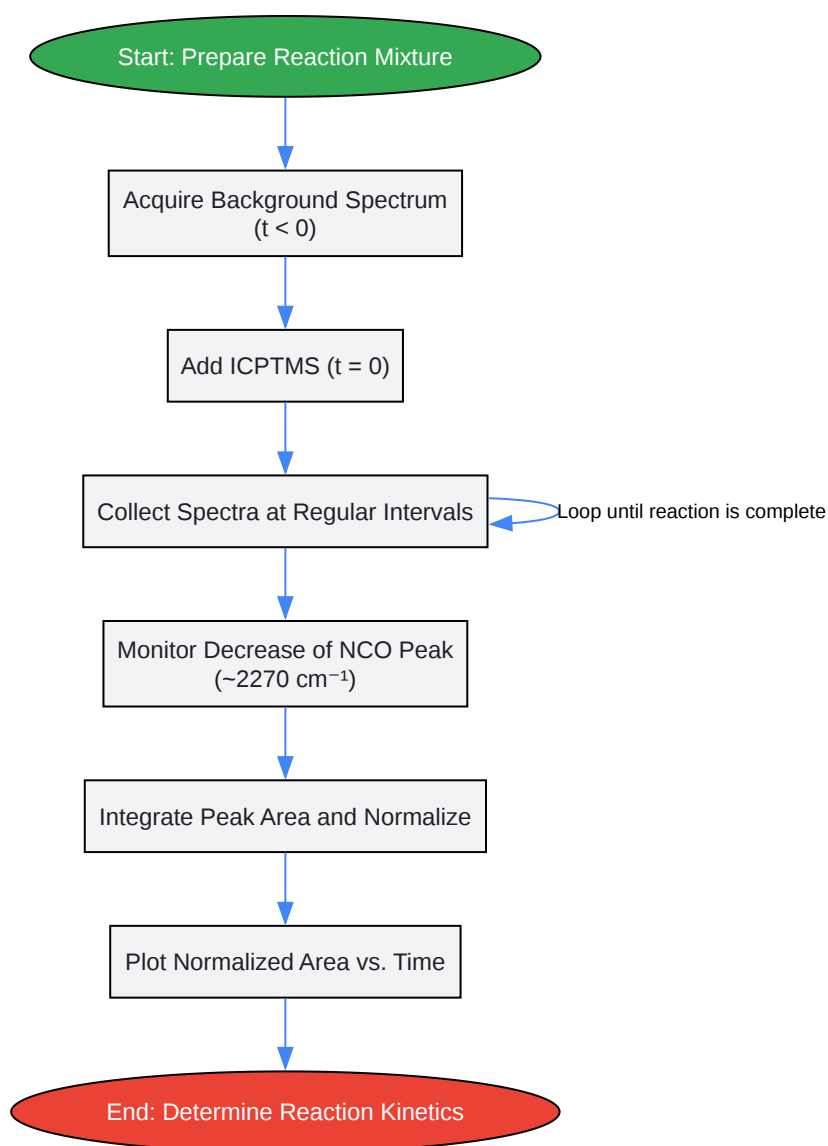 Start: Prepare Reaction Mixture
Acquire Background Spectrum
(t < 0)
Add ICPTMS (t = 0)
Collect Spectra at Regular Intervals
Loop until reaction is complete
Monitor Decrease of NCO Peak
(~2270 cm⁻¹)
Integrate Peak Area and Normalize
Plot Normalized Area vs. Time
End: Determine Reaction Kinetics